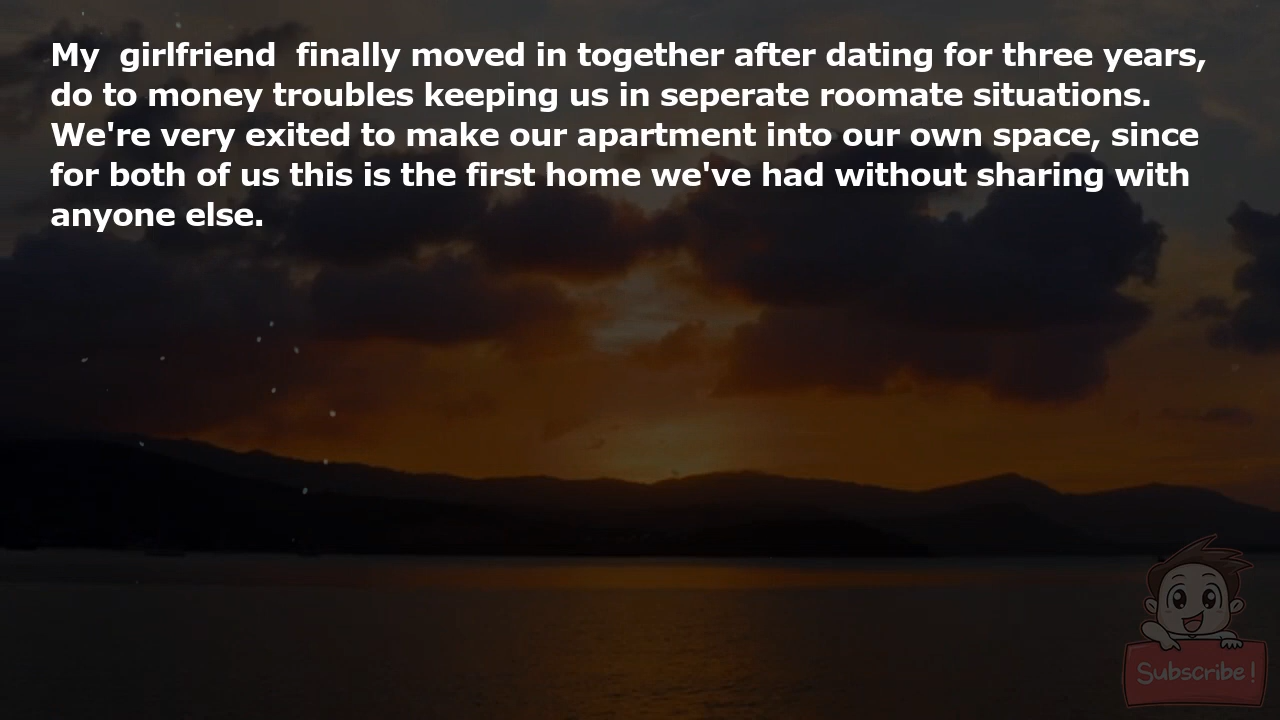 My  girlfriend  finally moved in together after dating for three years,
do to money troubles keeping us in seperate roomate situations.
We're very exited to make our apartment into our own space, since
for both of us this is the first home we've had without sharing with
anyone else.
Subscribe!